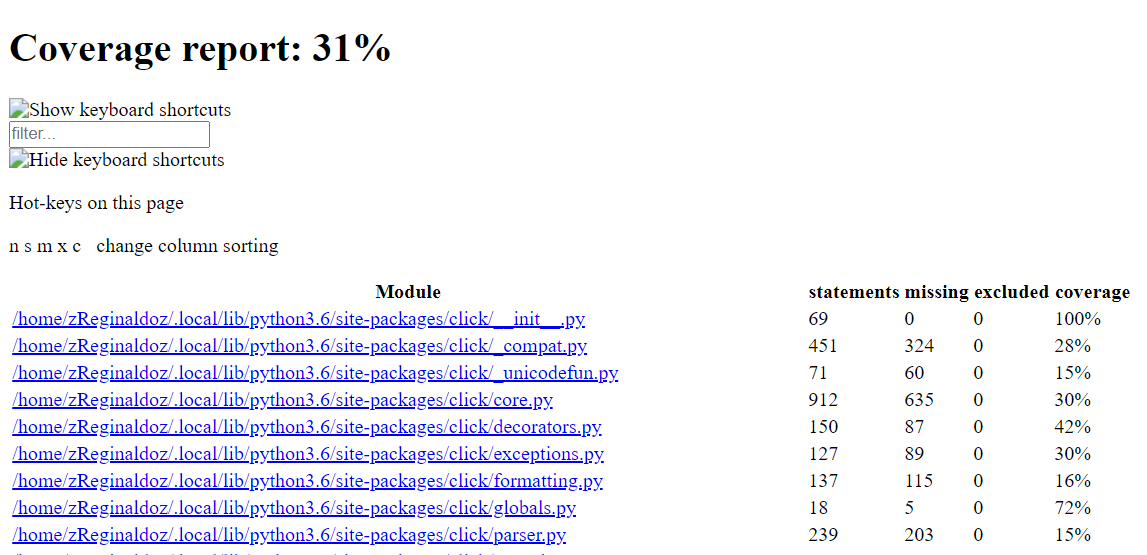 Coverage report: 31%
Show keyboard shortcuts
filter...
Hide keyboard shortcuts
Hot-keys on this page
n s m x c change column sorting
Module statements missing excluded coverage
/home/zReginaldoz/.local/lib/python3.6/site-packages/click/__init__.py 69 0 0 100%
/home/zReginaldoz/.local/lib/python3.6/site-packages/click/_compat.py 451 324 0 28%
/home/zReginaldoz/.local/lib/python3.6/site-packages/click/_unicodefun.py 71 60 0 15%
/home/zReginaldoz/.local/lib/python3.6/site-packages/click/core.py 912 635 0 30%
/home/zReginaldoz/.local/lib/python3.6/site-packages/click/decorators.py 150 87 0 42%
/home/zReginaldoz/.local/lib/python3.6/site-packages/click/exceptions.py 127 89 0 30%
/home/zReginaldoz/.local/lib/python3.6/site-packages/click/formatting.py 137 115 0 16%
/home/zReginaldoz/.local/lib/python3.6/site-packages/click/globals.py 18 5 0 72%
/home/zReginaldoz/.local/lib/python3.6/site-packages/click/parser.py 239 203 0 15%